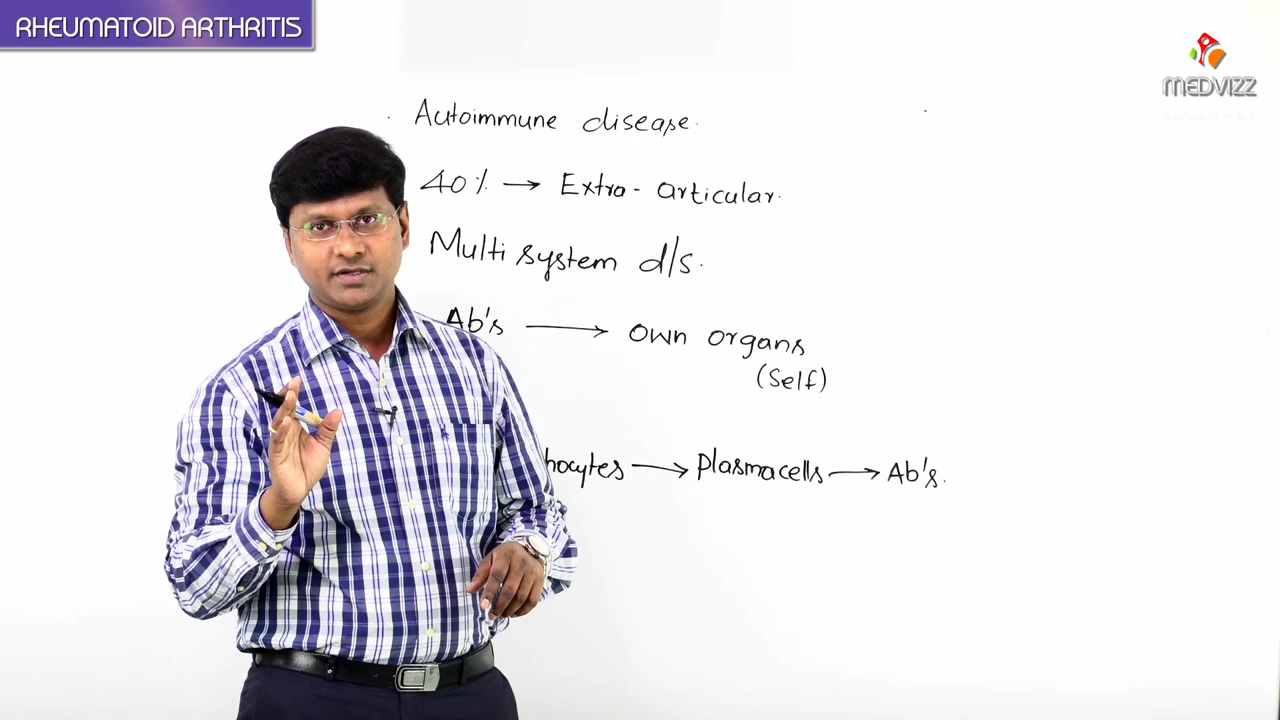 RHEUMATOID ARTHRITIS
MEDVIZZ
Autoimmune disease.
40% → Extra-articular.
Multi system d/s.
Ab's → own organs
(Self)
hocytes → plasmacells → Ab's.